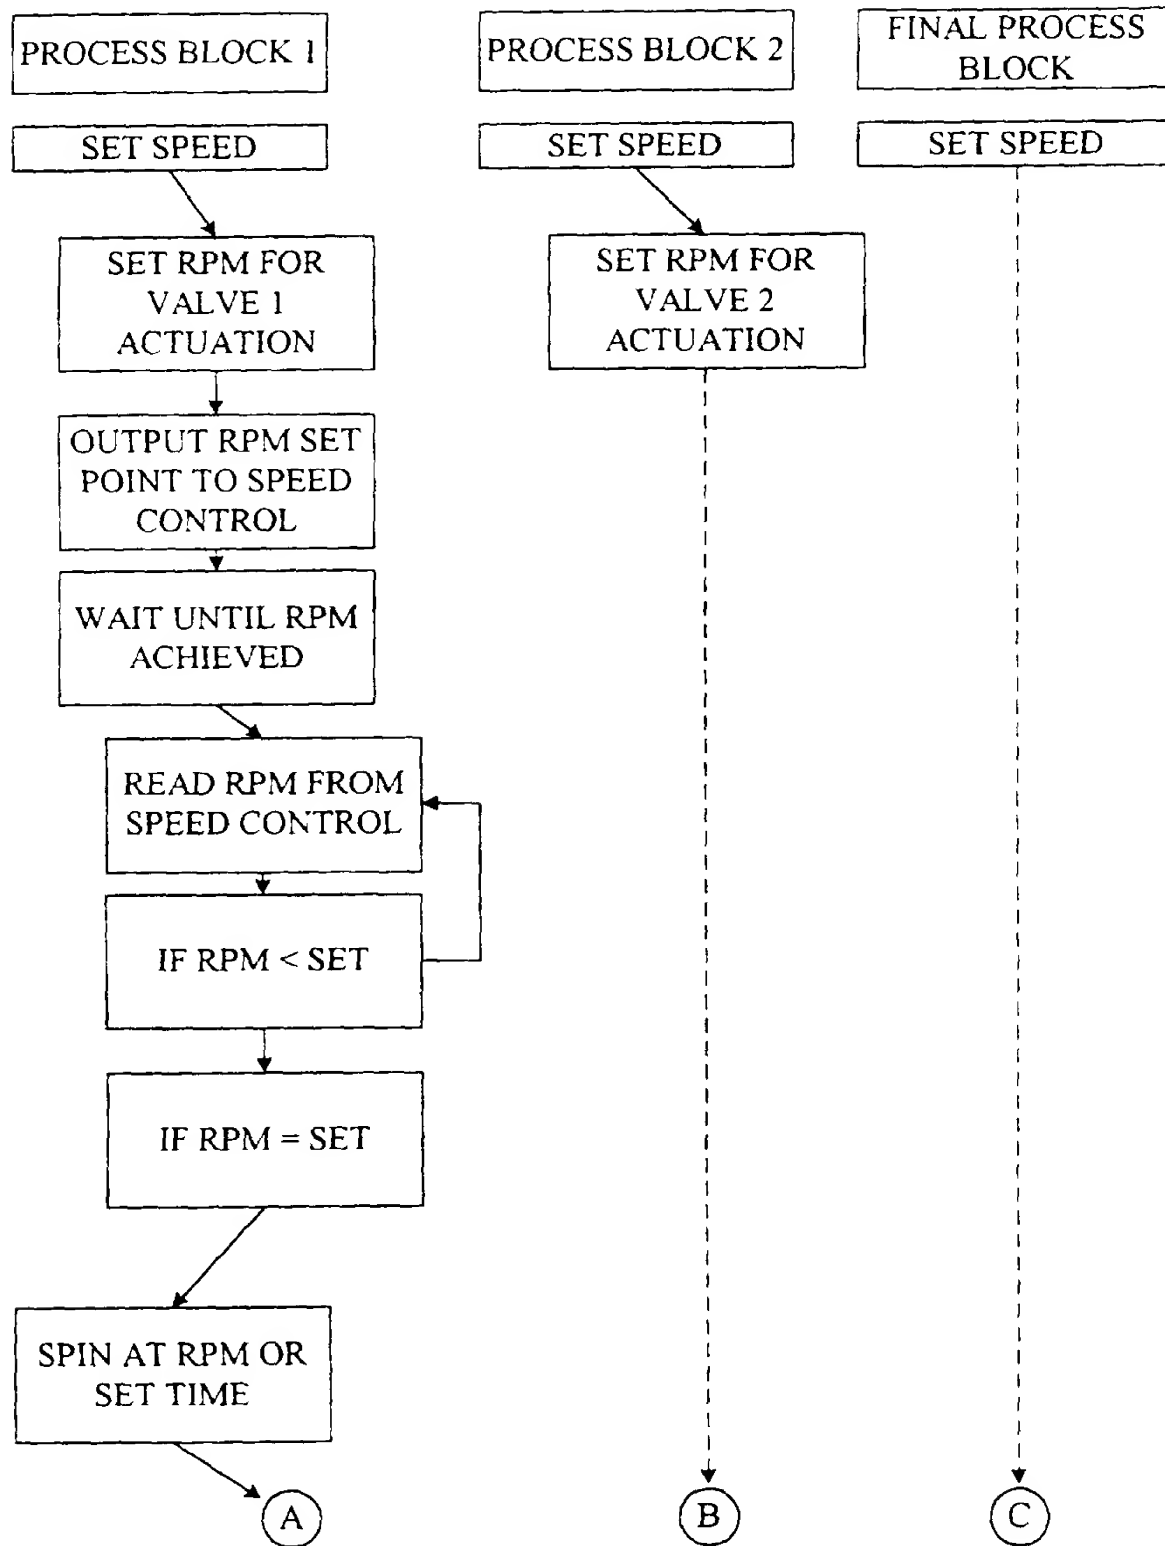 PROCESS BLOCK 1
SET SPEED
SET RPM FOR
VALVE 1
ACTUATION
OUTPUT RPM SET
POINT TO SPEED
CONTROL
WAIT UNTIL RPM
ACHIEVED
READ RPM FROM
SPEED CONTROL
IF RPM < SET
IF RPM = SET
SPIN AT RPM OR
SET TIME
A
PROCESS BLOCK 2
SET SPEED
SET RPM FOR
VALVE 2
ACTUATION
B
FINAL PROCESS
BLOCK
SET SPEED
C